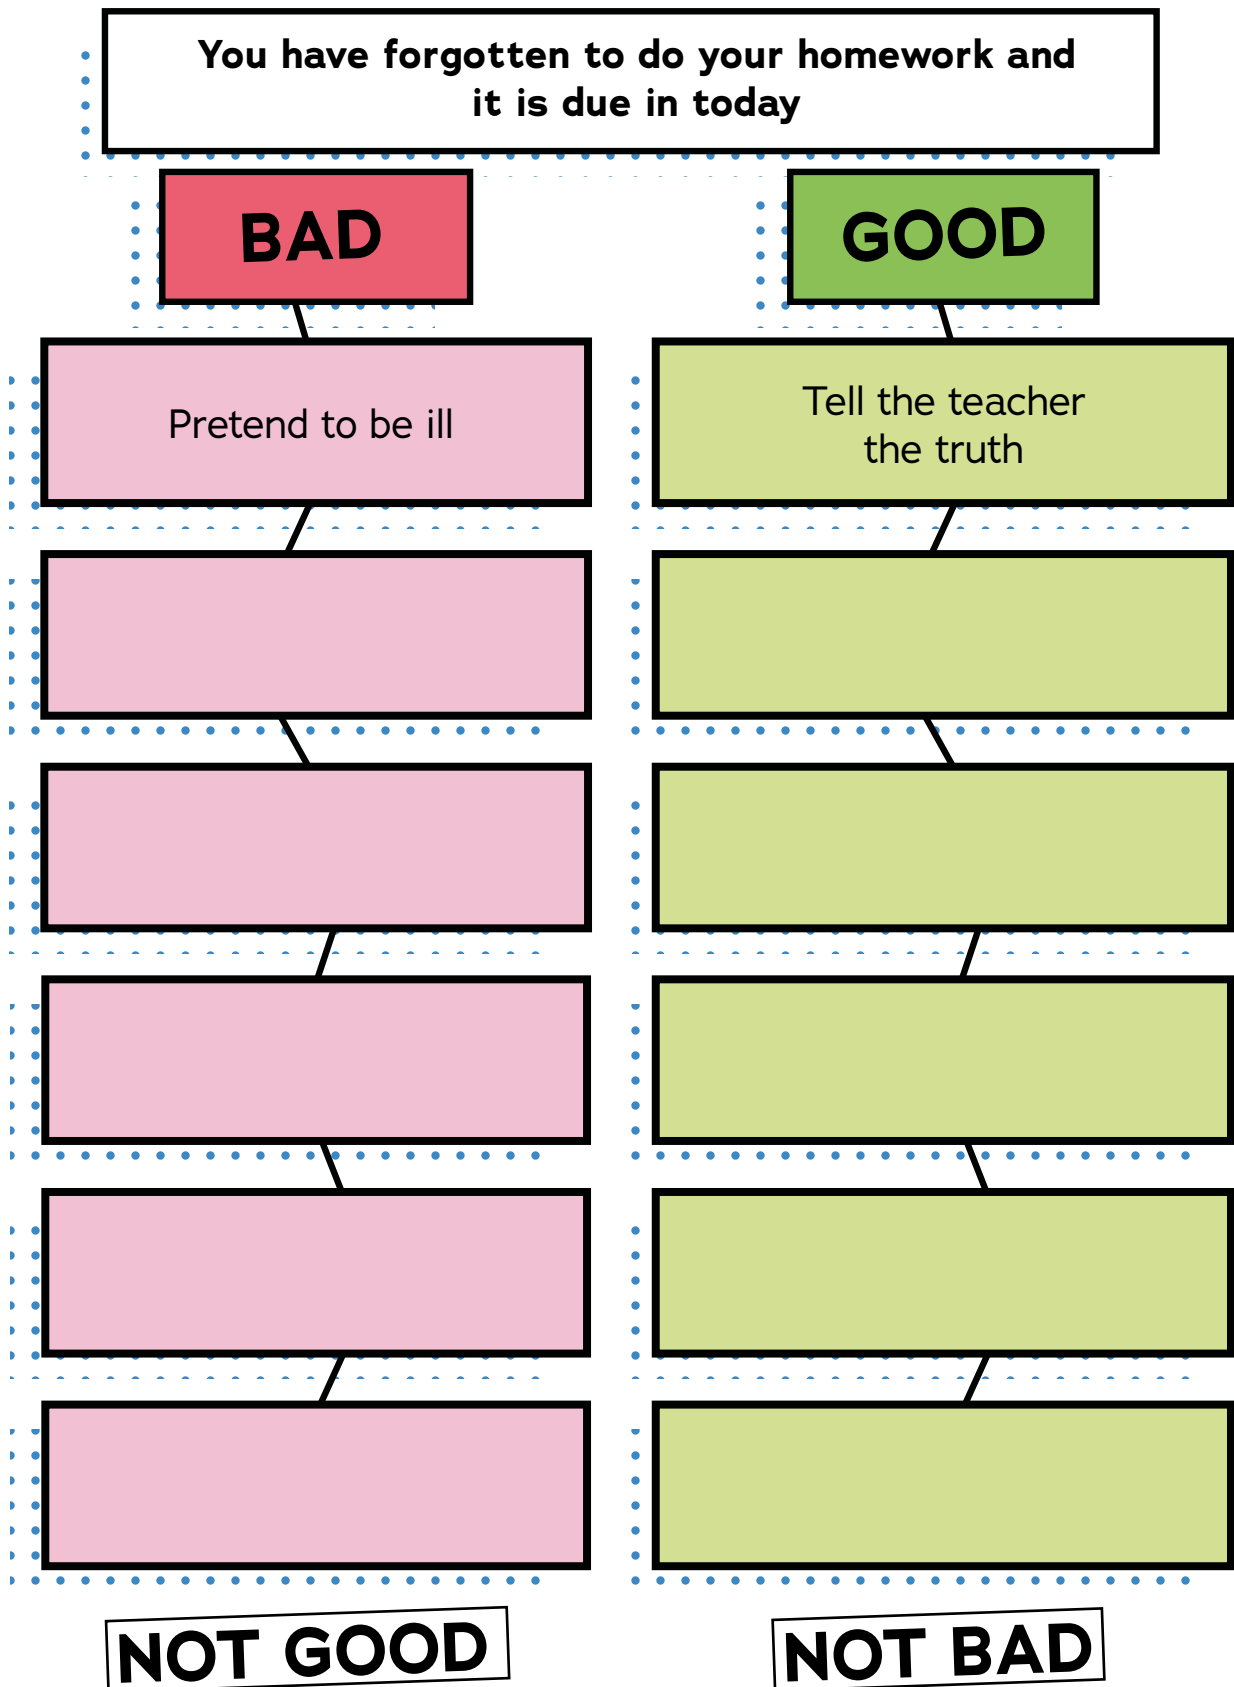 You have forgotten to do your homework and
it is due in today
BAD
GOOD
Pretend to be ill
Tell the teacher
the truth
NOT GOOD
NOT BAD